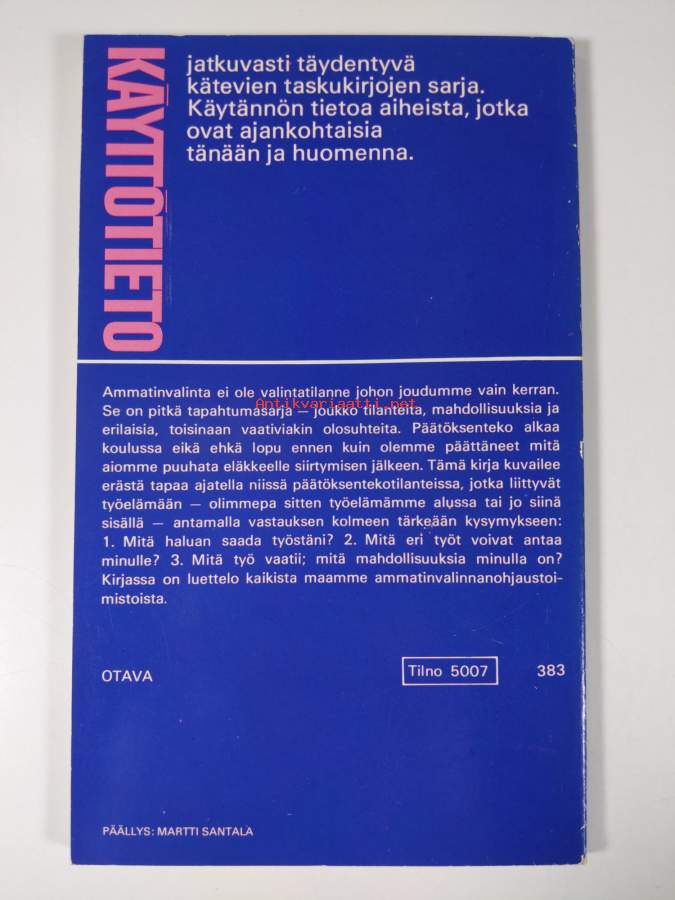 KÄYTTÖTIETO
jatkuvasti täydentyvä
kätevien taskukirjojen sarja.
Käytännön tietoa aiheista, jotka
ovat ajankohtaisia
tänään ja huomenna.
Ammatinvalinta ei ole valintatilanne johon joudumme vain kerran.
Se on pitkä tapahtumasarja — joukko tilanteita, mahdollisuuksia ja
erilaisia, toisinaan vaativiakin olosuhteita. Päätöksenteko alkaa
koulussa eikä ehkä lopu ennen kuin olemme päättäneet mitä
aiomme puuhata eläkkeelle siirtymisen jälkeen. Tämä kirja kuvailee
erästä tapaa ajatella niissä päätöksentekotilanteissa, jotka liittyvät
työelämään — olimmepa sitten työelämämme alussa tai jo siinä
sisällä — antamalla vastauksen kolmeen tärkeään kysymykseen:
1. Mitä haluan saada työstäni? 2. Mitä eri työt voivat antaa
minulle? 3. Mitä työ vaatii; mitä mahdollisuuksia minulla on?
Kirjassa on luettelo kaikista maamme ammatinvalinnanohjaustoi-
mistoista.
Antikvariaatti.net
OTAVA
Tilno 5007
383
PÄÄLLYS: MARTTI SANTALA